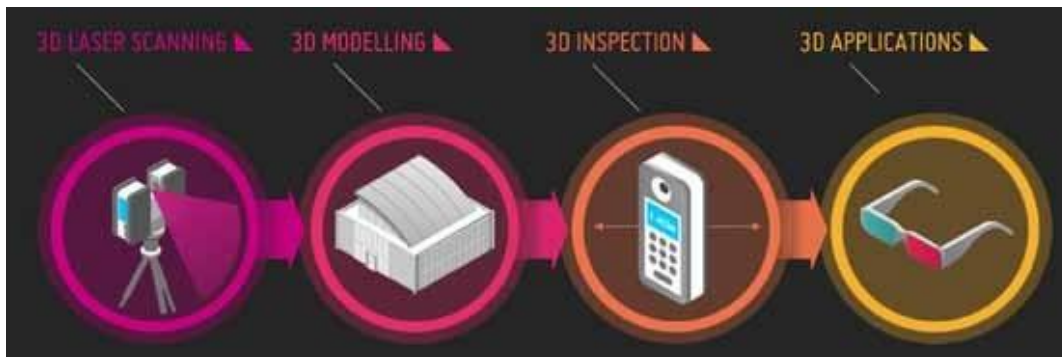 3D LASER SCANNING
3D MODELLING
3D INSPECTION
3D APPLICATIONS